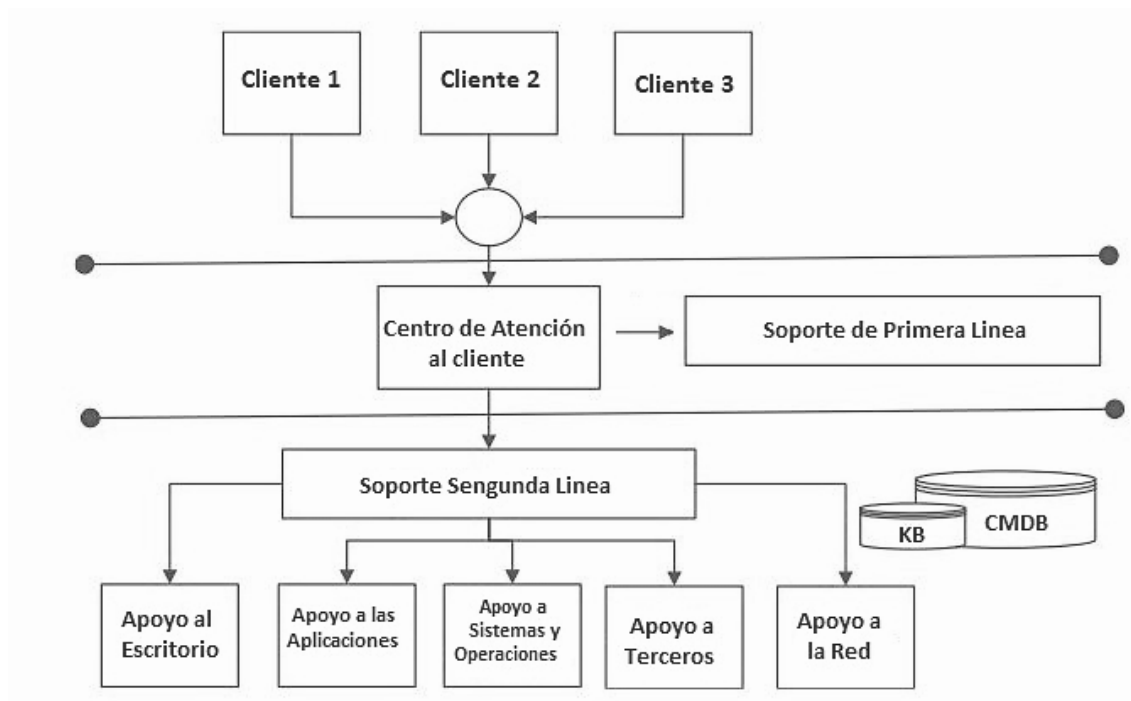 Cliente 1
Cliente 2
Cliente 3
Centro de Atención
al cliente
Soporte de Primera Linea
Soporte Sengunda Linea
KB
CMDB
Apoyo al
Escritorio
Apoyo a las
Aplicaciones
Apoyo a
Sistemas y
Operaciones
Apoyo a
Terceros
Apoyo a
la Red